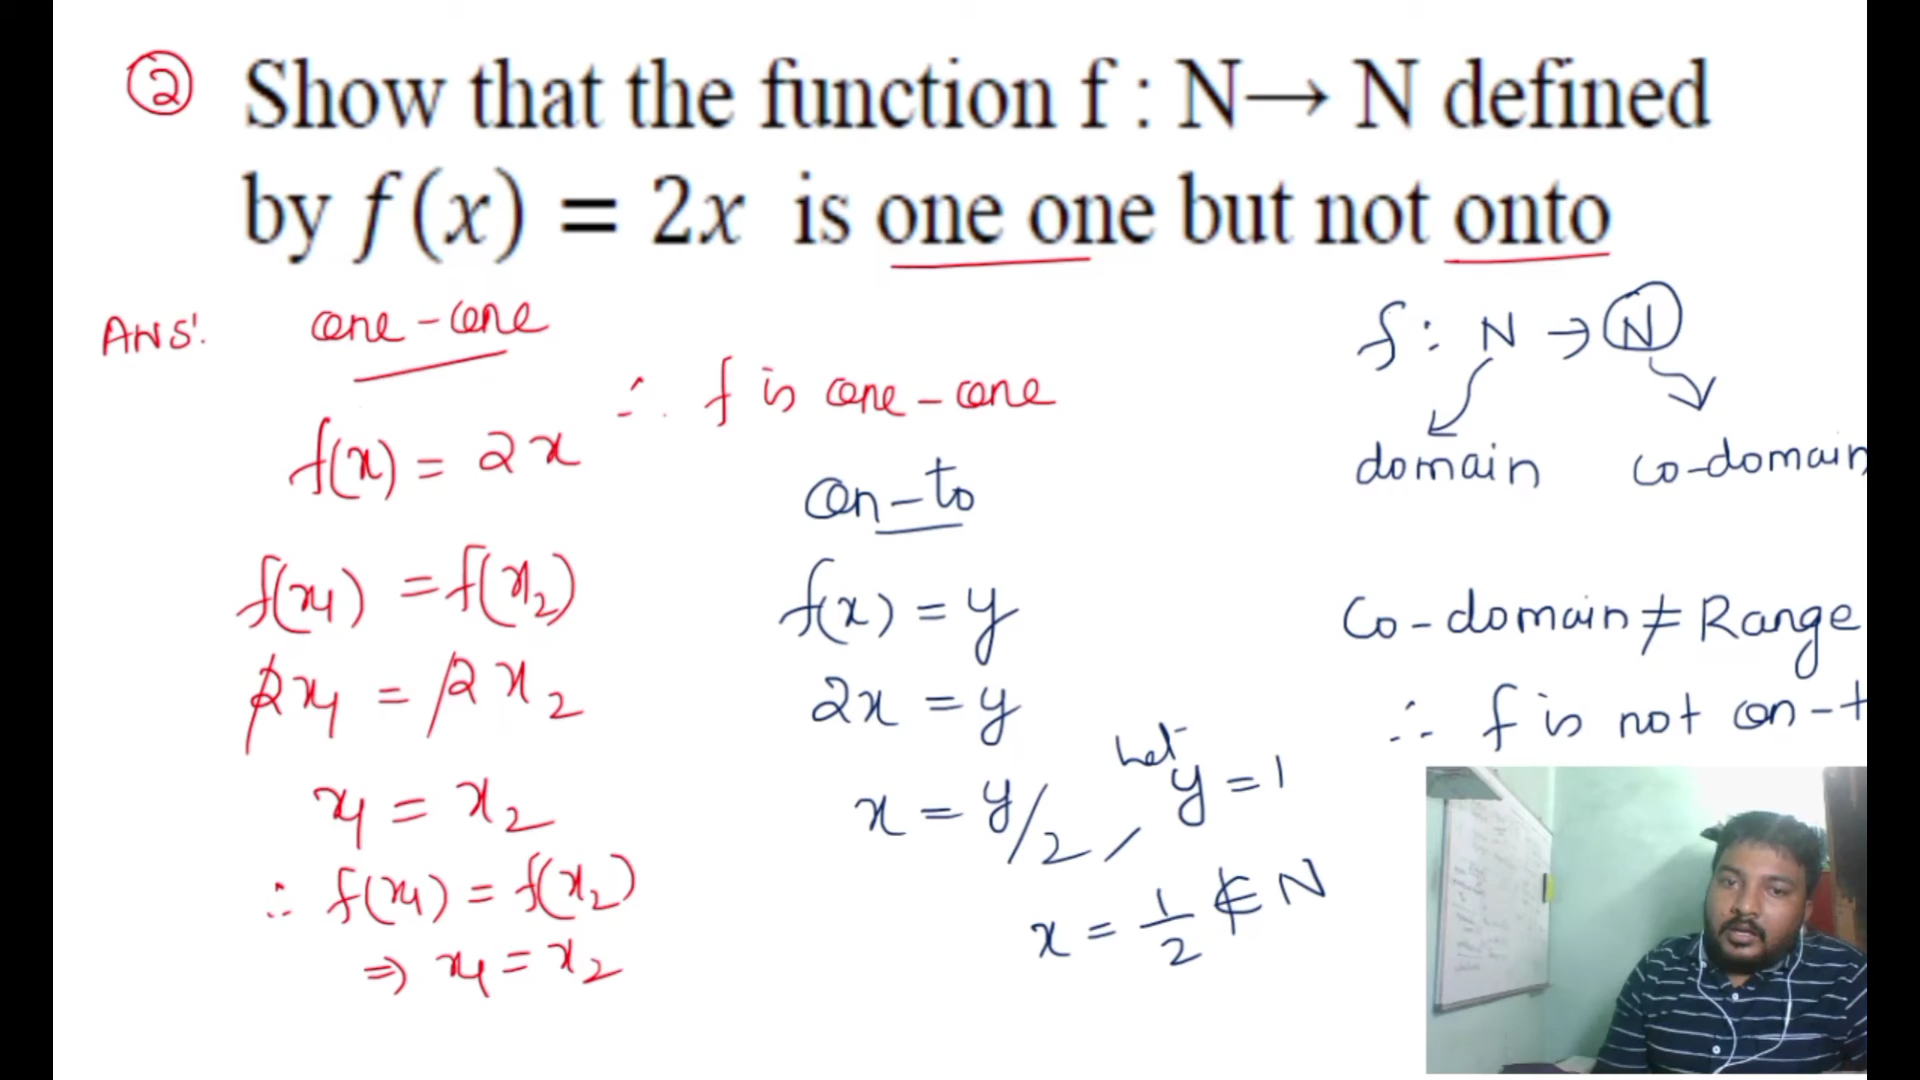 ② Show that the function f : N→ N defined
by f(x) = 2x is one one but not onto
ANS:
one-one
f(x) = 2x
f(x₁) = f(x₂)
2x₁ = 2x₂
x₁ = x₂
∴ f(x₁) = f(x₂)
⇒ x₁ = x₂
∴ f is one-one
on-to
f(x) = y
2x = y
x = y/2, Let y = 1
x = 1/2 ∉ N
f : N → N
domain co-domain
Co-domain ≠ Range
∴ f is not on-t